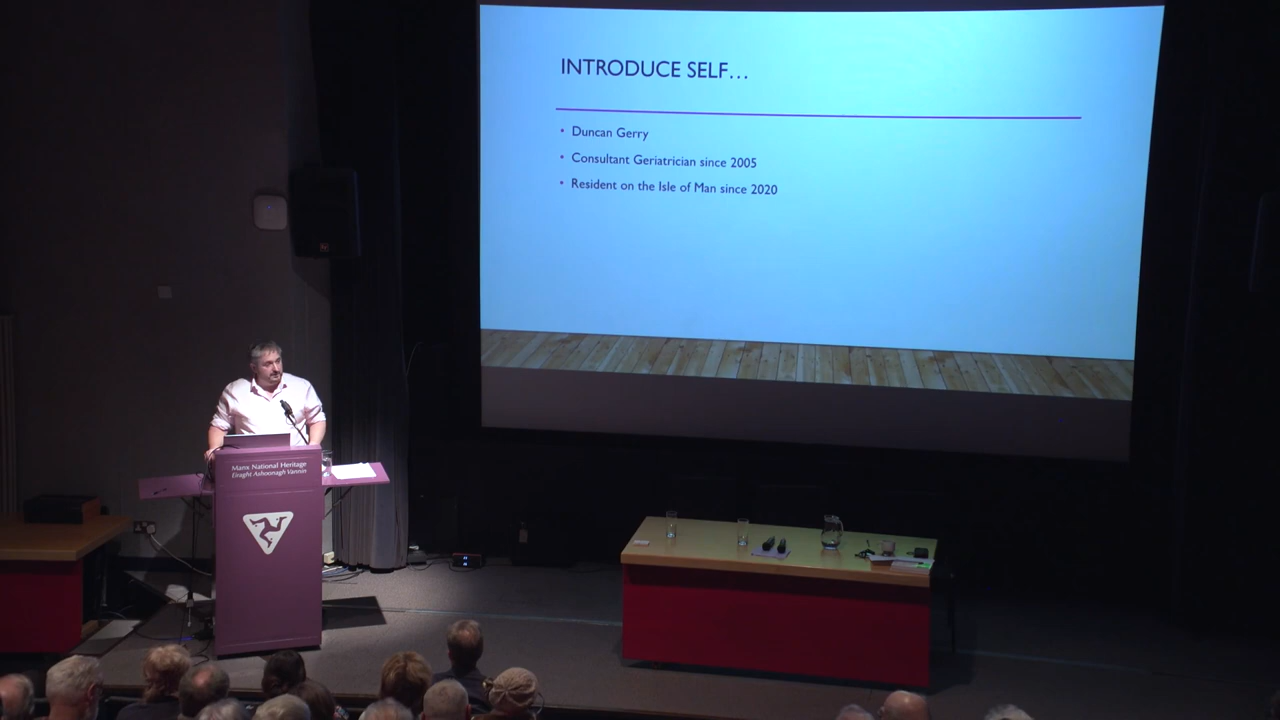 INTRODUCE SELF…
• Duncan Gerry
• Consultant Geriatrician since 2005
• Resident on the Isle of Man since 2020
Manx National Heritage
Eiraght Ashoonagh Vannin